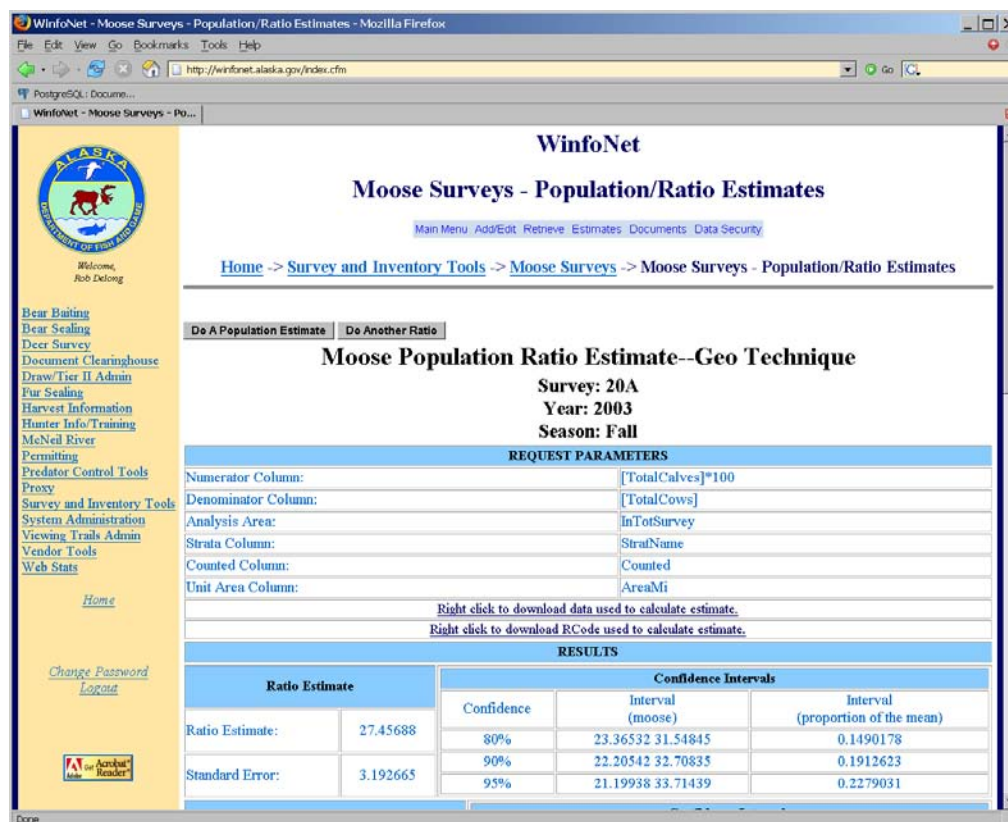 WinfoNet - Moose Surveys - Population/Ratio Estimates - Mozilla Firefox
File Edit View Go Bookmarks Tools Help
http://winfonet.alaska.gov/index.cfm
Go
PostgreSQL: Docume...
WinfoNet - Moose Surveys - Po...
ALASKA
DEPARTMENT OF FISH AND GAME
Welcome,
Rob Delong
Bear Baiting
Bear Sealing
Deer Survey
Document Clearinghouse
Draw/Tier II Admin
Fur Sealing
Harvest Information
Hunter Info/Training
McNeil River
Permitting
Predator Control Tools
Proxy
Survey and Inventory Tools
System Administration
Viewing Trails Admin
Vendor Tools
Web Stats
Home
Change Password
Logout
Get Acrobat Reader
Adobe
WinfoNet
Moose Surveys - Population/Ratio Estimates
Main Menu Add/Edit Retrieve Estimates Documents Data Security
Home -> Survey and Inventory Tools -> Moose Surveys -> Moose Surveys - Population/Ratio Estimates
Do A Population Estimate Do Another Ratio
Moose Population Ratio Estimate--Geo Technique
Survey: 20A
Year: 2003
Season: Fall
REQUEST PARAMETERS
Numerator Column: [TotalCalves]*100
Denominator Column: [TotalCows]
Analysis Area: InTotSurvey
Strata Column: StratName
Counted Column: Counted
Unit Area Column: AreaMi
Right click to download data used to calculate estimate.
Right click to download RCode used to calculate estimate.
RESULTS
Ratio Estimate
Ratio Estimate: 27.45688
Standard Error: 3.192665
Confidence Intervals
Confidence Interval (moose) Interval (proportion of the mean)
80% 23.36532 31.54845 0.1490178
90% 22.20542 32.70835 0.1912623
95% 21.19938 33.71439 0.2279031
Done